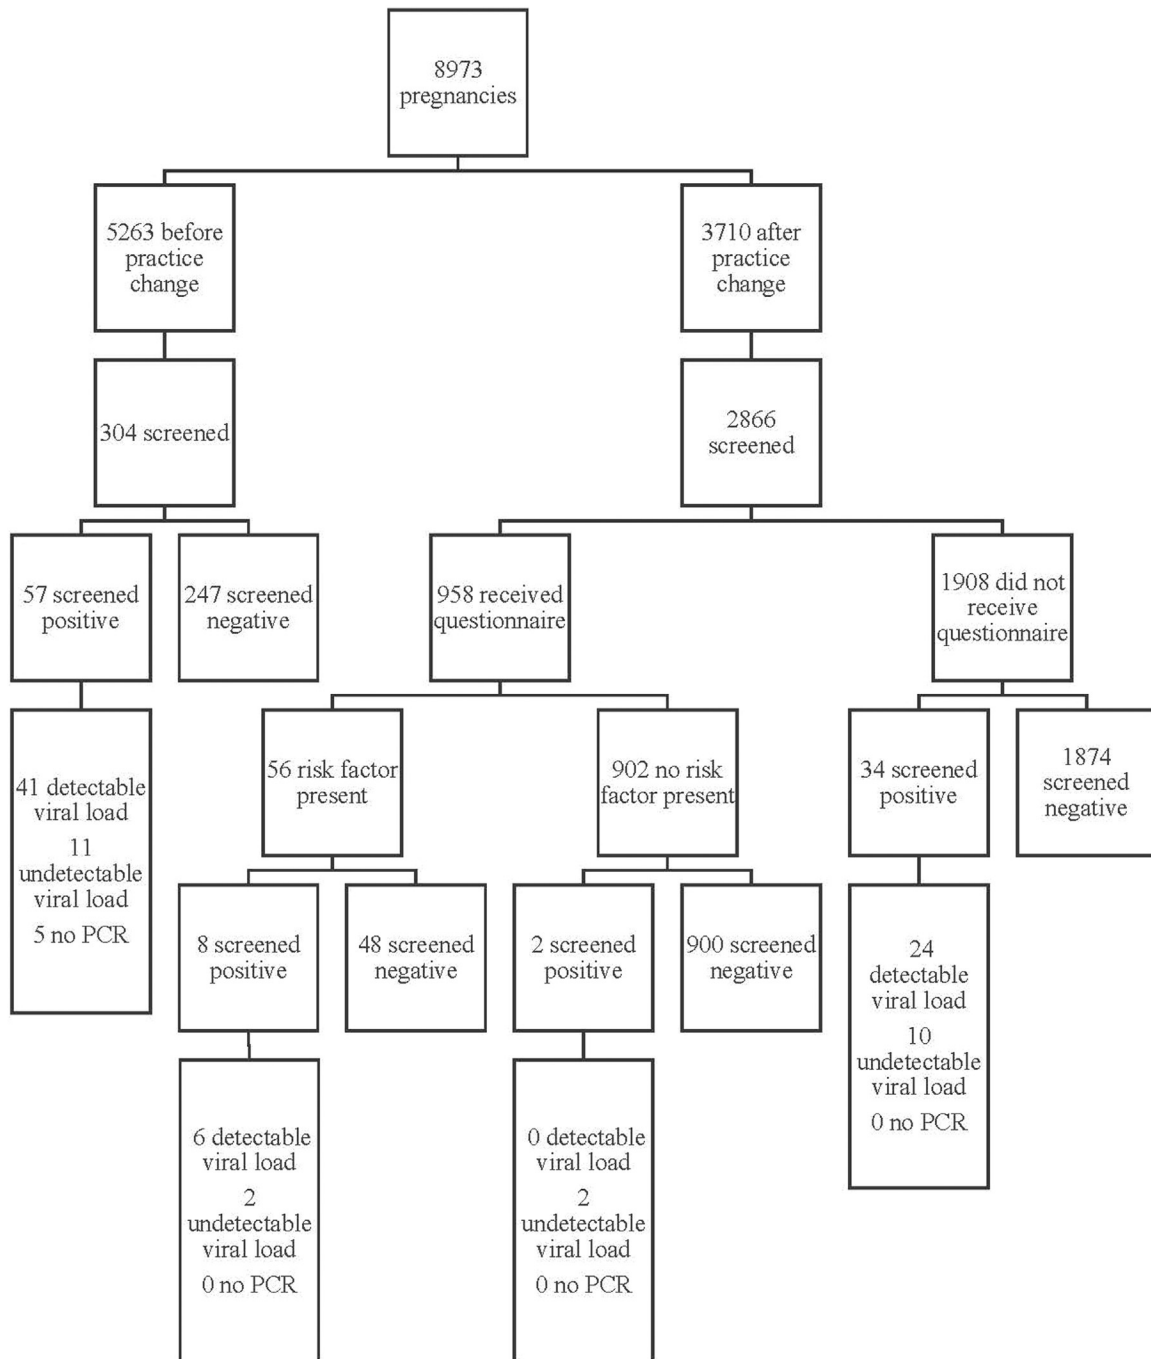 8973
pregnancies
5263 before
practice
change
3710 after
practice
change
304 screened
2866
screened
57 screened
positive
247 screened
negative
958 received
questionnaire
1908 did not
receive
questionnaire
41 detectable
viral load
11
undetectable
viral load
5 no PCR
56 risk factor
present
902 no risk
factor present
34 screened
positive
1874
screened
negative
8 screened
positive
48 screened
negative
2 screened
positive
900 screened
negative
24
detectable
viral load
10
undetectable
viral load
0 no PCR
6 detectable
viral load
2
undetectable
viral load
0 no PCR
0 detectable
viral load
2
undetectable
viral load
0 no PCR